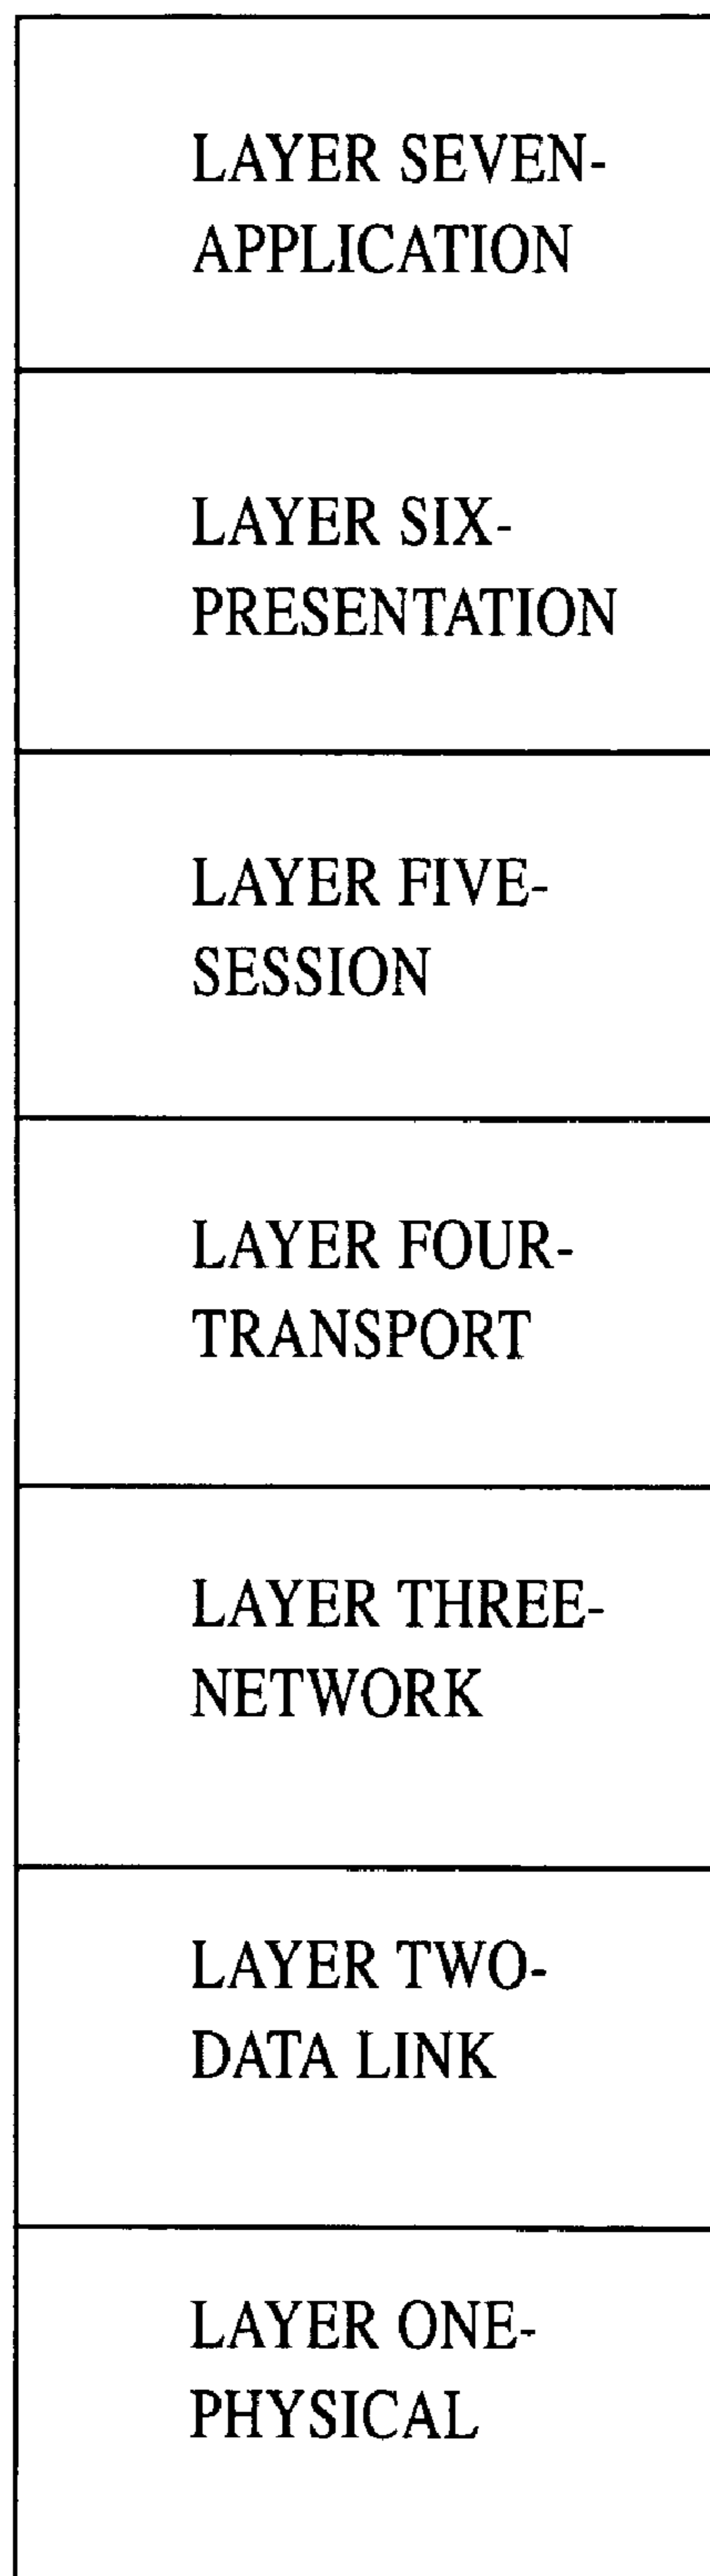 LAYER SEVEN-
APPLICATION
LAYER SIX-
PRESENTATION
LAYER FIVE-
SESSION
LAYER FOUR-
TRANSPORT
LAYER THREE-
NETWORK
LAYER TWO-
DATA LINK
LAYER ONE-
PHYSICAL